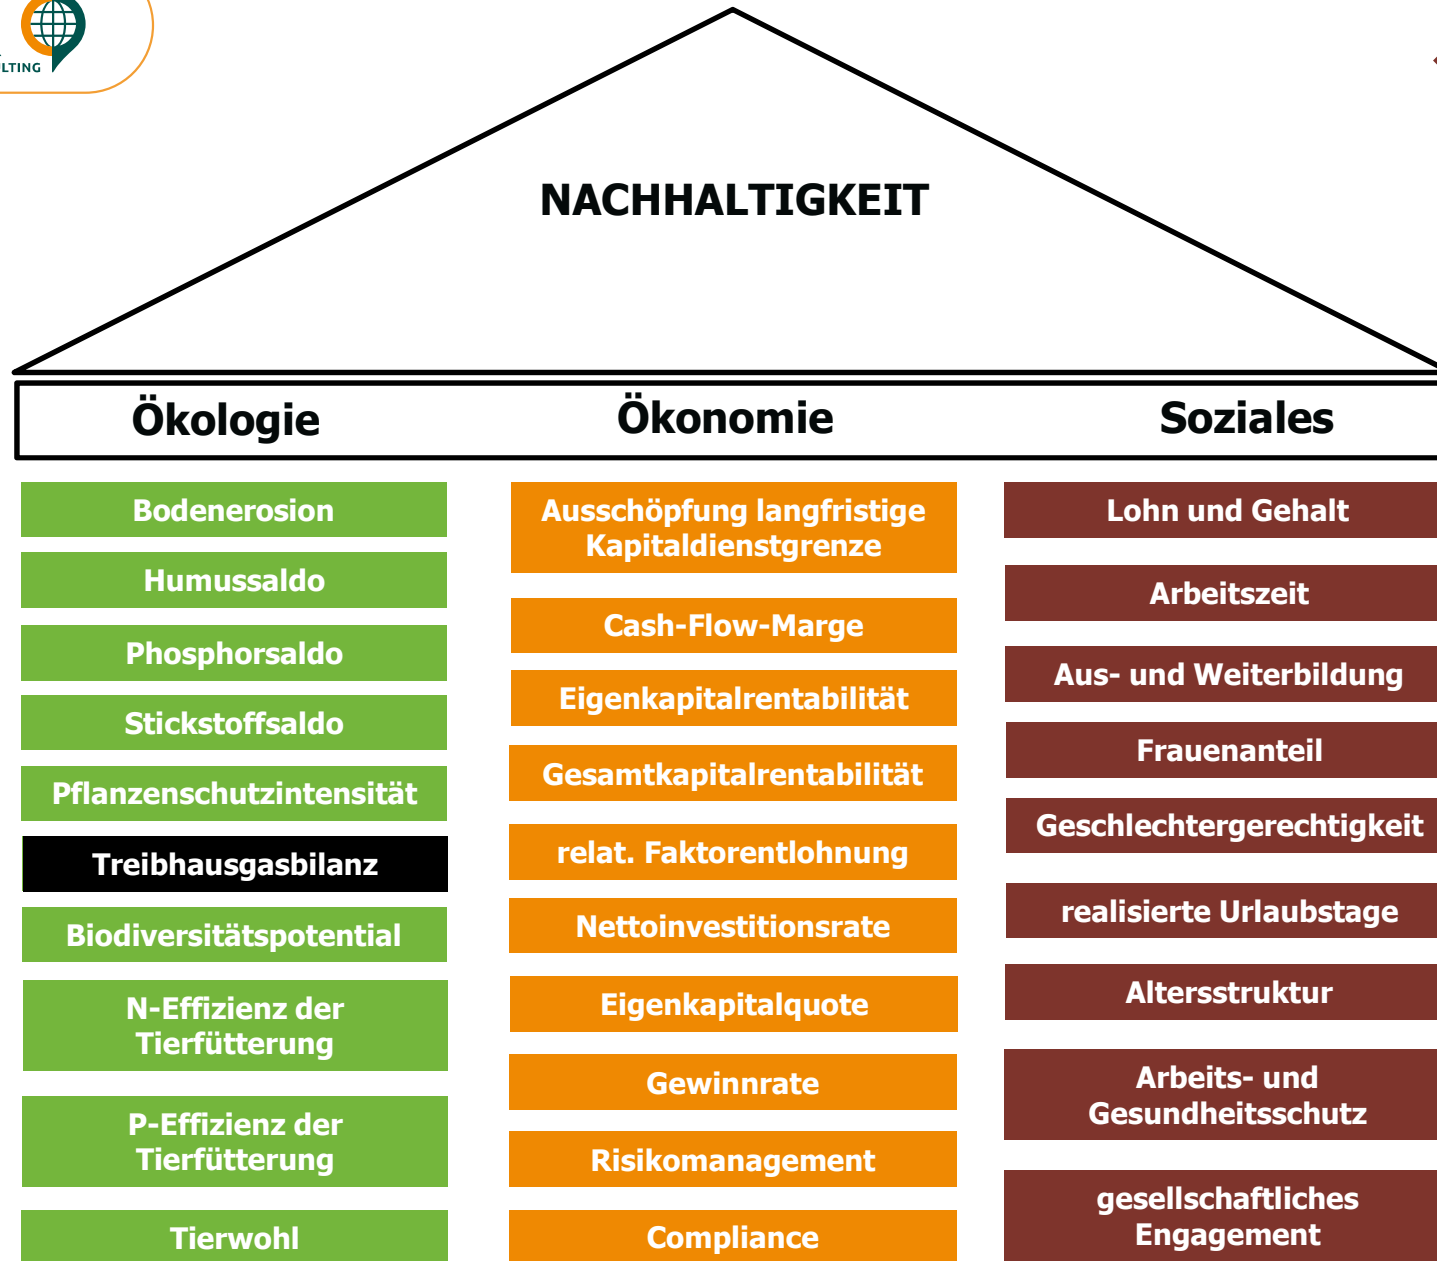 NACHHALTIGKEIT
Ökologie
Ökonomie
Soziales
Bodenerosion
Humussaldo
Phosphorsaldo
Stickstoffsaldo
Pflanzenschutzintensität
Treibhausgasbilanz
Biodiversitätspotential
N-Effizienz der
Tierfütterung
P-Effizienz der
Tierfütterung
Tierwohl
Ausschöpfung langfristige
Kapitaldienstgrenze
Cash-Flow-Marge
Eigenkapitalrentabilität
Gesamtkapitalrentabilität
relat. Faktorentlohnung
Nettoinvestitionsrate
Eigenkapitalquote
Gewinnrate
Risikomanagement
Compliance
Lohn und Gehalt
Arbeitszeit
Aus- und Weiterbildung
Frauenanteil
Geschlechtergerechtigkeit
realisierte Urlaubstage
Altersstruktur
Arbeits- und
Gesundheitsschutz
gesellschaftliches
Engagement